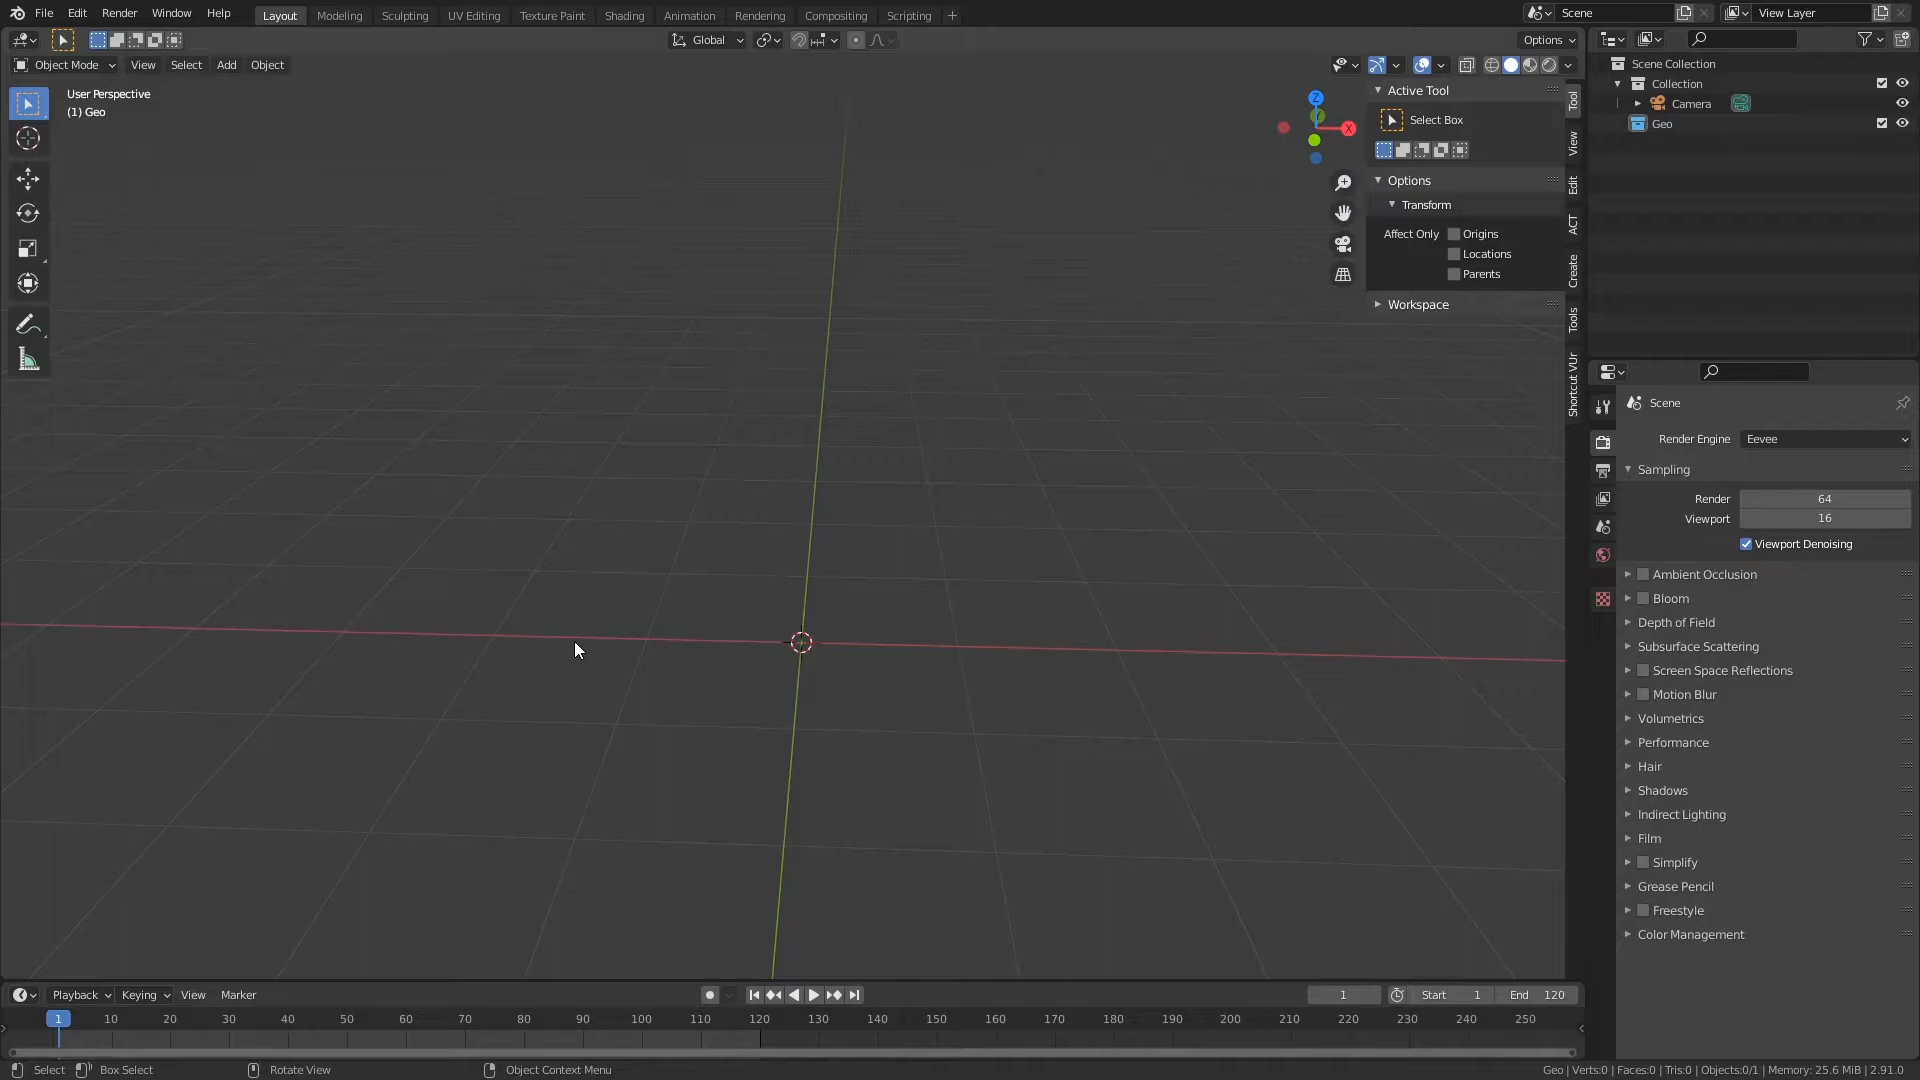 File Edit Render Window Help Layout Modeling Sculpting UV Editing Texture Paint Shading Animation Rendering Compositing Scripting + Scene View Layer
Global Options
Object Mode View Select Add Object
User Perspective
(1) Geo
Z
X
Active Tool
Select Box
Options
Transform
Affect Only Origins
Locations
Parents
Workspace
Tool
View
Edit
ACT
Create
Tools
Shortcut VUr
Scene Collection
Collection
Camera
Geo
Scene
Render Engine Eevee
Sampling
Render 64
Viewport 16
Viewport Denoising
Ambient Occlusion
Bloom
Depth of Field
Subsurface Scattering
Screen Space Reflections
Motion Blur
Volumetrics
Performance
Hair
Shadows
Indirect Lighting
Film
Simplify
Grease Pencil
Freestyle
Color Management
Playback Keying View Marker 1 Start 1 End 120
1 10 20 30 40 50 60 70 80 90 100 110 120 130 140 150 160 170 180 190 200 210 220 230 240 250
Select Box Select Rotate View Object Context Menu Geo | Verts:0 | Faces:0 | Tris:0 | Objects:0/1 | Memory: 25.6 MiB | 2.91.0